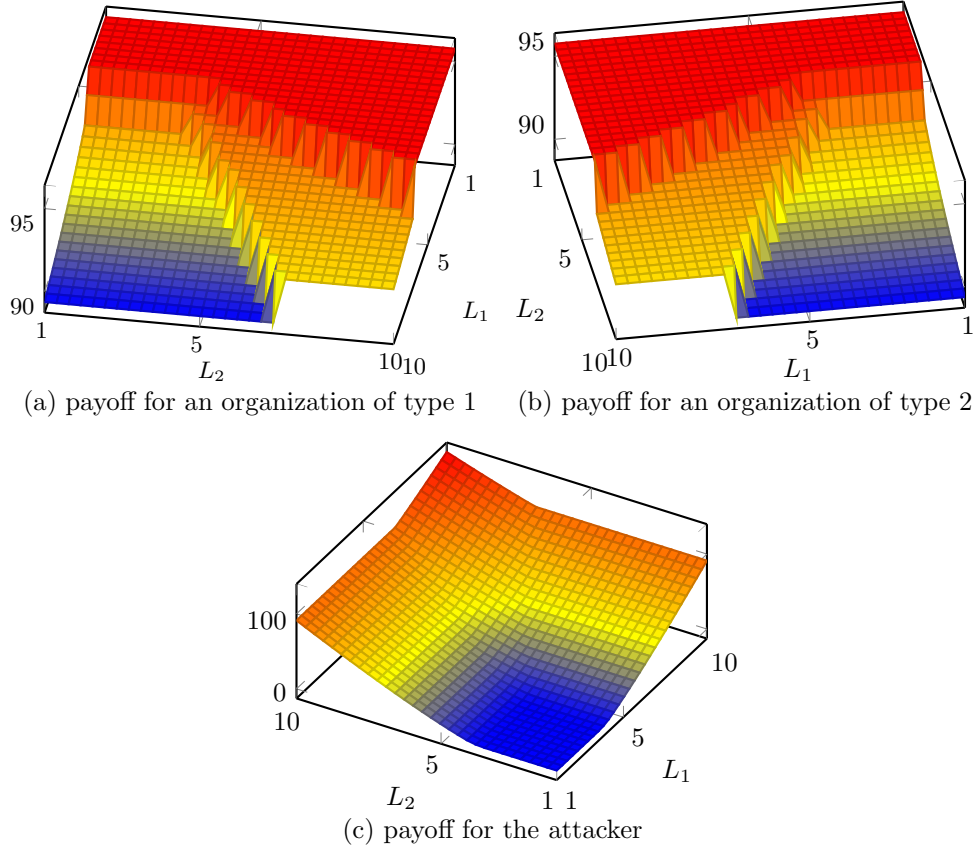 95
90
1
5
10
L₂
10
5
1
L₁
(a) payoff for an organization of type 1
95
90
1
5
10
L₂
10
5
1
L₁
(b) payoff for an organization of type 2
100
0
10
5
1
L₂
1
5
10
L₁
(c) payoff for the attacker